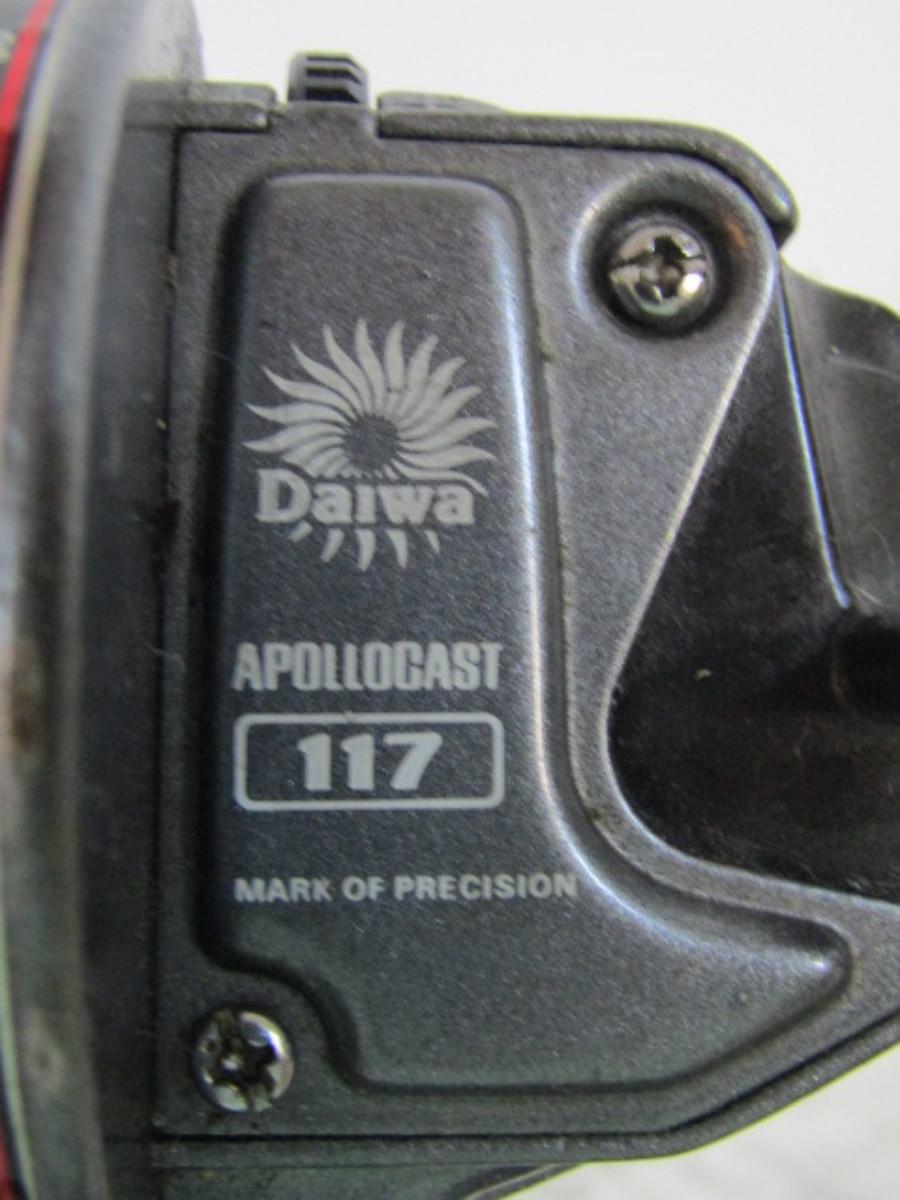 Daiwa
APOLLOCAST
117
MARK OF PRECISION